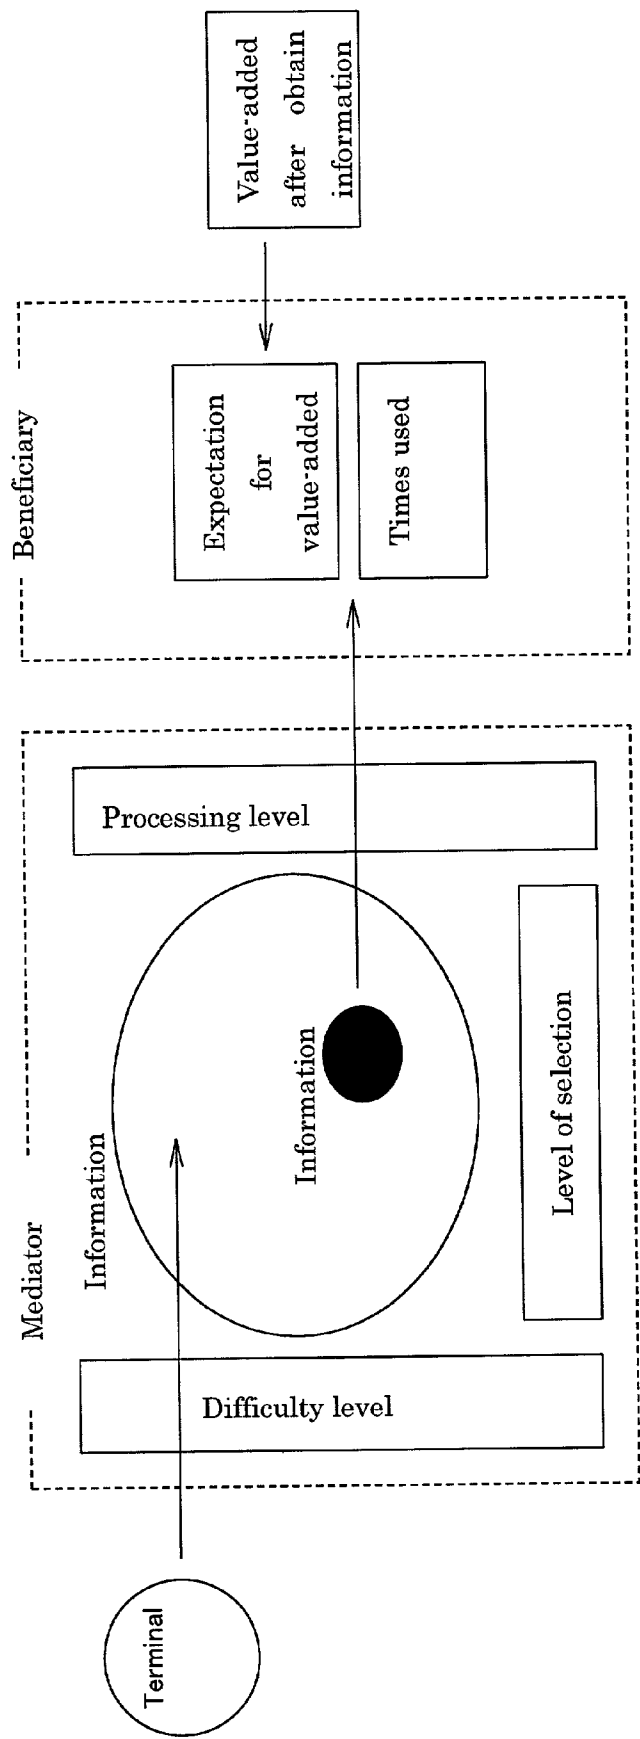 Mediator
Beneficiary
Terminal
Difficulty level
Information
Information
Level of selection
Processing level
Expectation
for
value-added
Times used
Value-added
after obtain
information